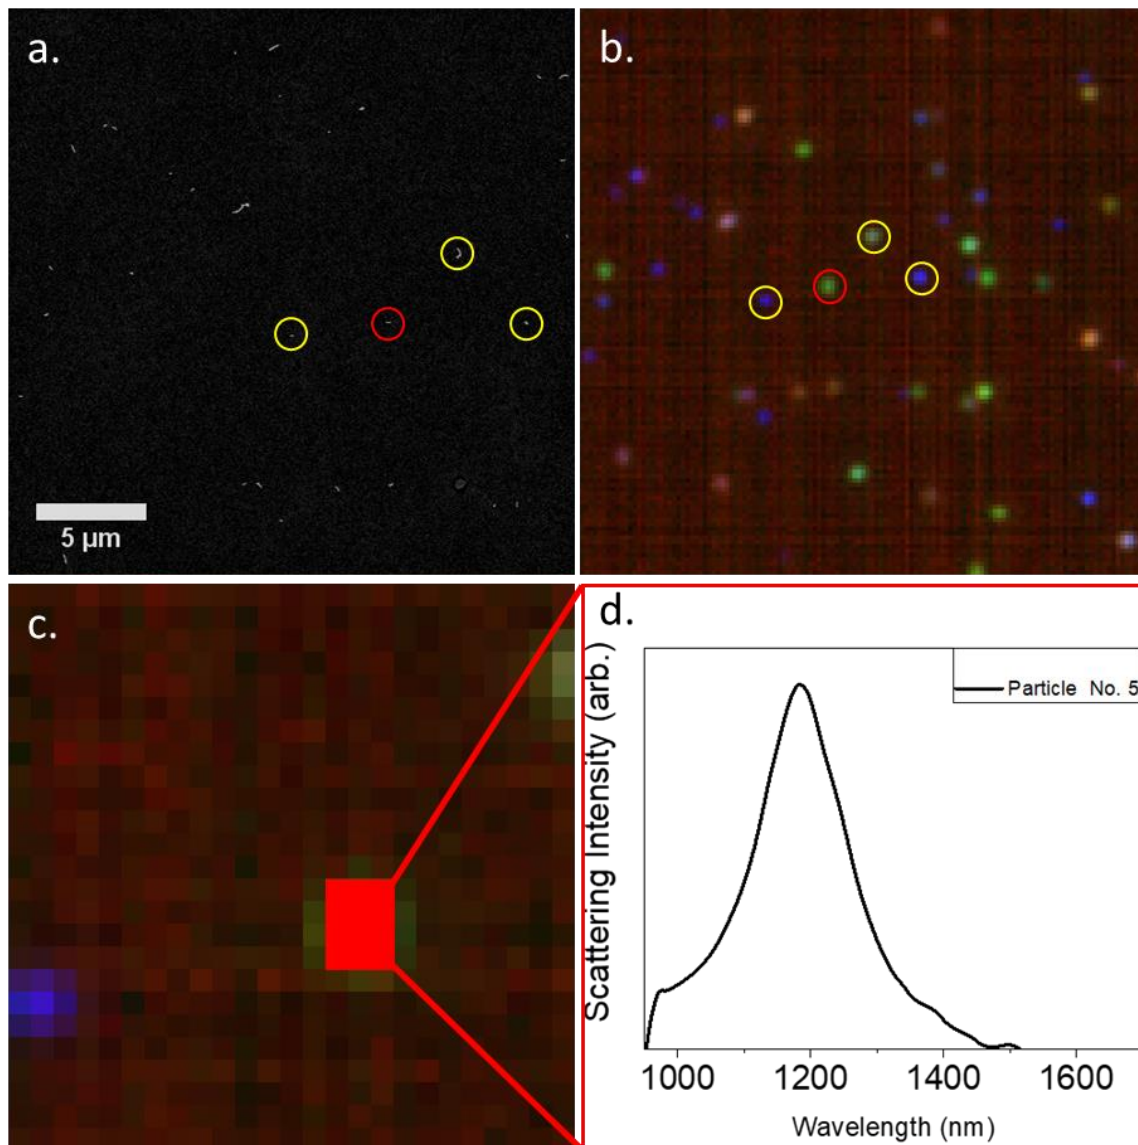 a.
b.
5 µm
c.
d.
Scattering Intensity (arb.)
Particle No. 5
1000 1200 1400 1600
Wavelength (nm)